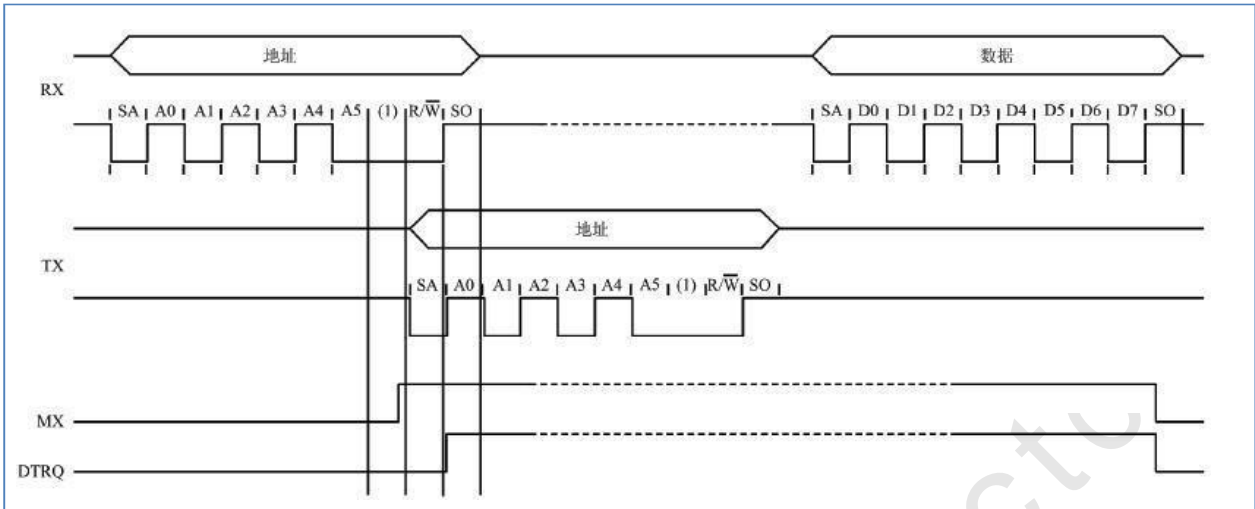 地址
数据
RX
SA A0 A1 A2 A3 A4 A5 (1) R/W̅ SO
SA D0 D1 D2 D3 D4 D5 D6 D7 SO
地址
TX
SA A0 A1 A2 A3 A4 A5 (1) R/W̅ SO
MX
DTRQ